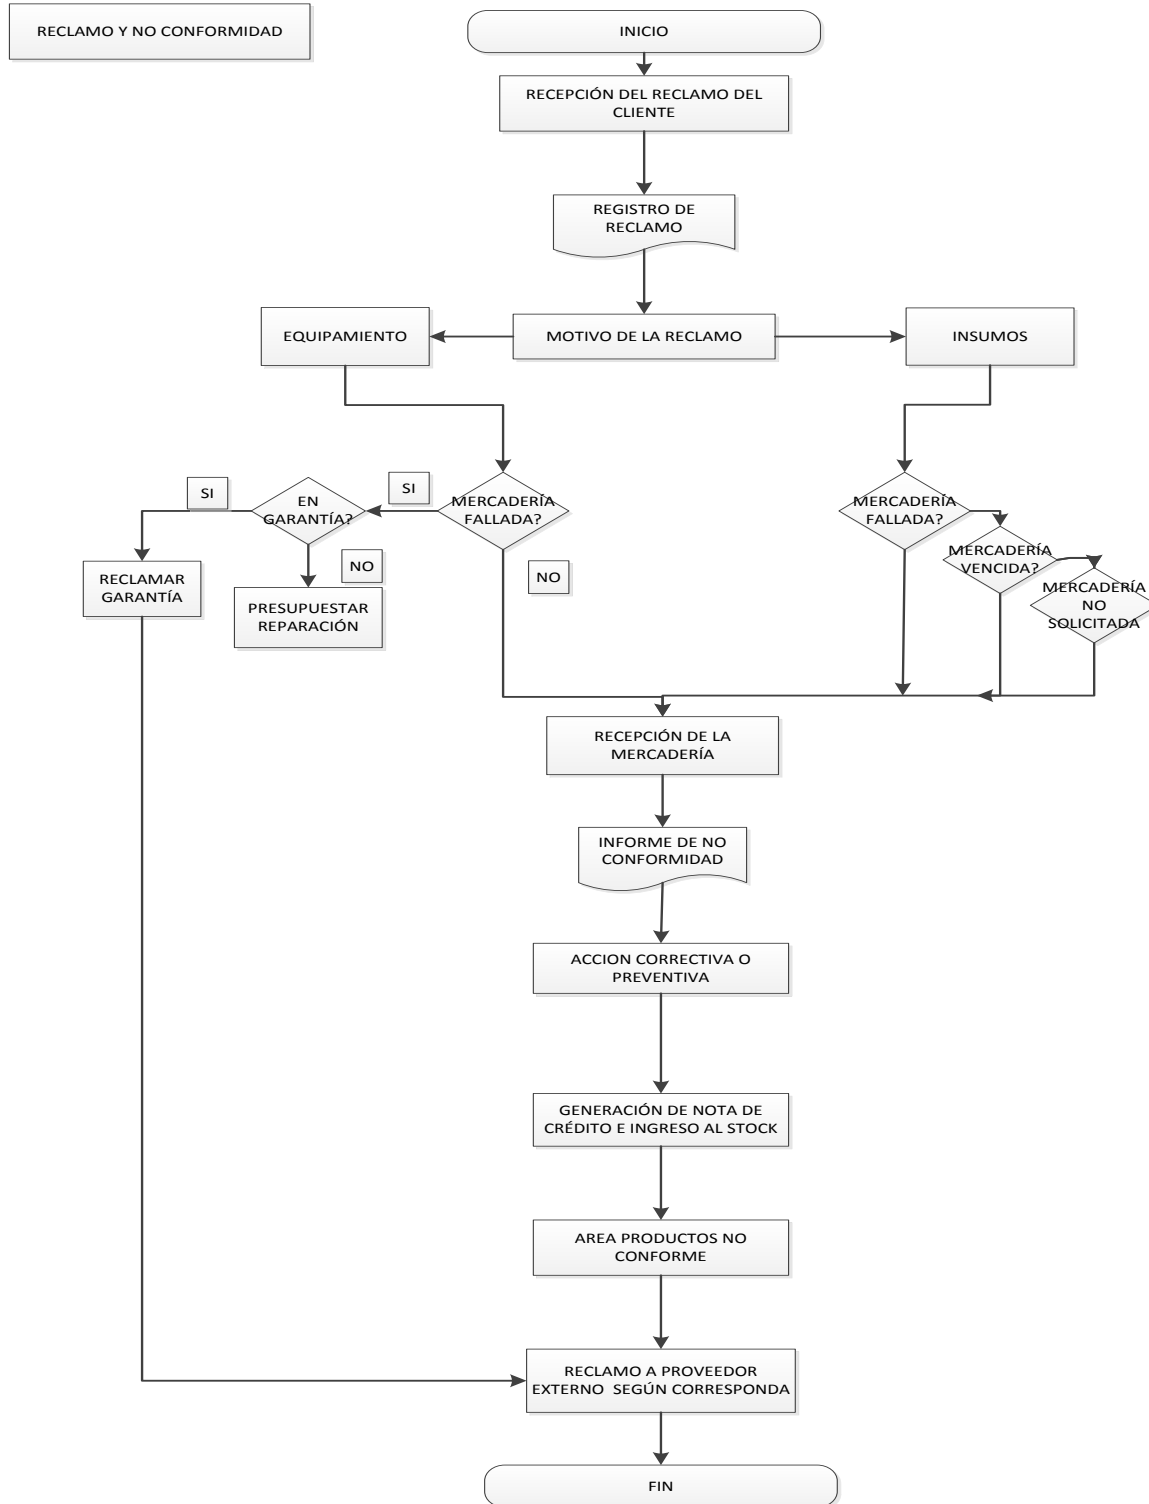 RECLAMO Y NO CONFORMIDAD
INICIO
RECEPCIÓN DEL RECLAMO DEL
CLIENTE
REGISTRO DE
RECLAMO
EQUIPAMIENTO
MOTIVO DE LA RECLAMO
INSUMOS
SI
EN
GARANTÍA?
SI
MERCADERÍA
FALLADA?
MERCADERÍA
FALLADA?
MERCADERÍA
VENCIDA?
MERCADERÍA
NO
SOLICITADA
NO
NO
RECLAMAR
GARANTÍA
PRESUPUESTAR
REPARACIÓN
RECEPCIÓN DE LA
MERCADERÍA
INFORME DE NO
CONFORMIDAD
ACCION CORRECTIVA O
PREVENTIVA
GENERACIÓN DE NOTA DE
CRÉDITO E INGRESO AL STOCK
AREA PRODUCTOS NO
CONFORME
RECLAMO A PROVEEDOR
EXTERNO  SEGÚN CORRESPONDA
FIN